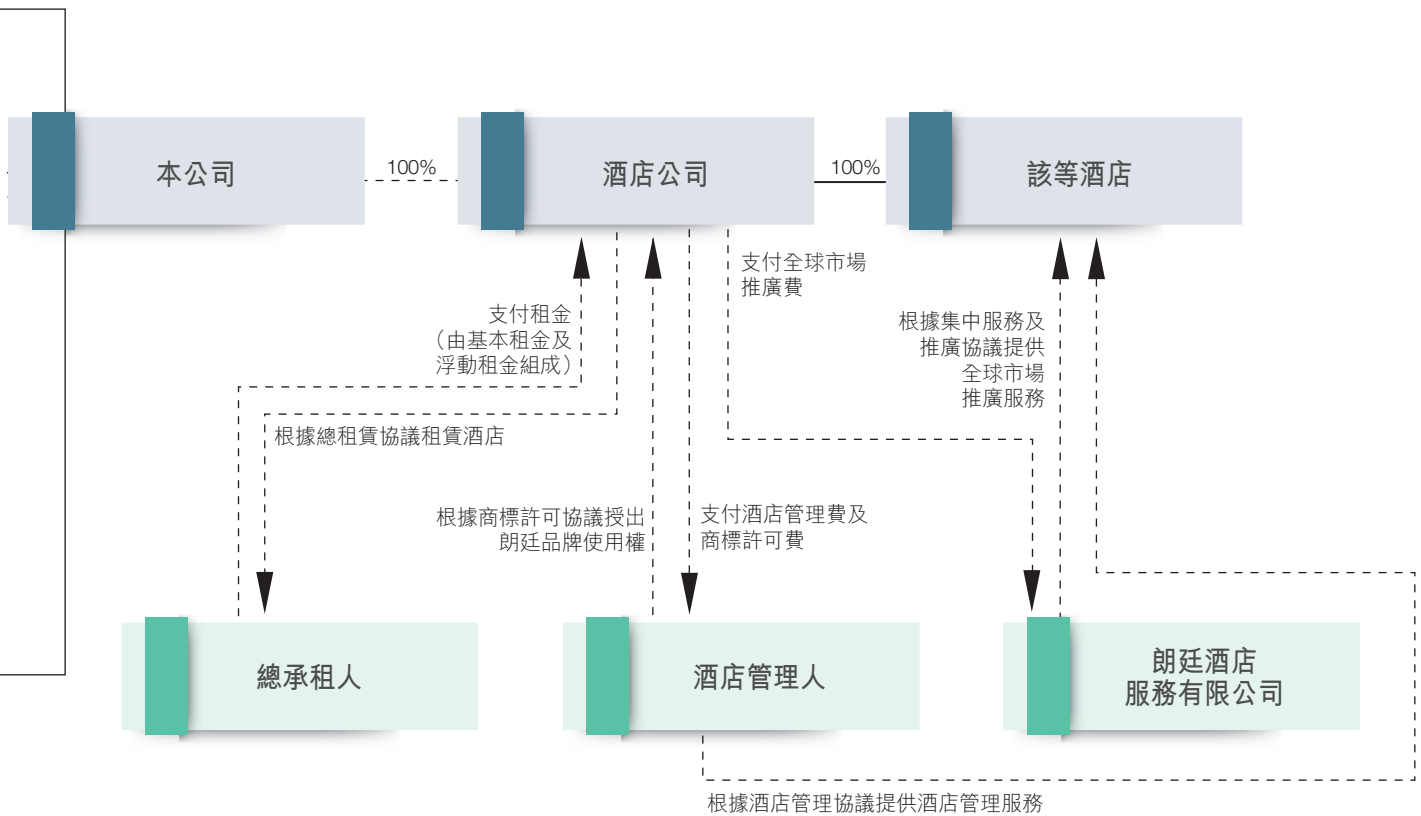 本公司
100%
酒店公司
100%
該等酒店
支付全球市場
推廣費
支付租金
（由基本租金及
浮動租金組成）
根據集中服務及
推廣協議提供
全球市場
推廣服務
根據總租賃協議租賃酒店
根據商標許可協議授出
朗廷品牌使用權
支付酒店管理費及
商標許可費
總承租人
酒店管理人
朗廷酒店
服務有限公司
根據酒店管理協議提供酒店管理服務